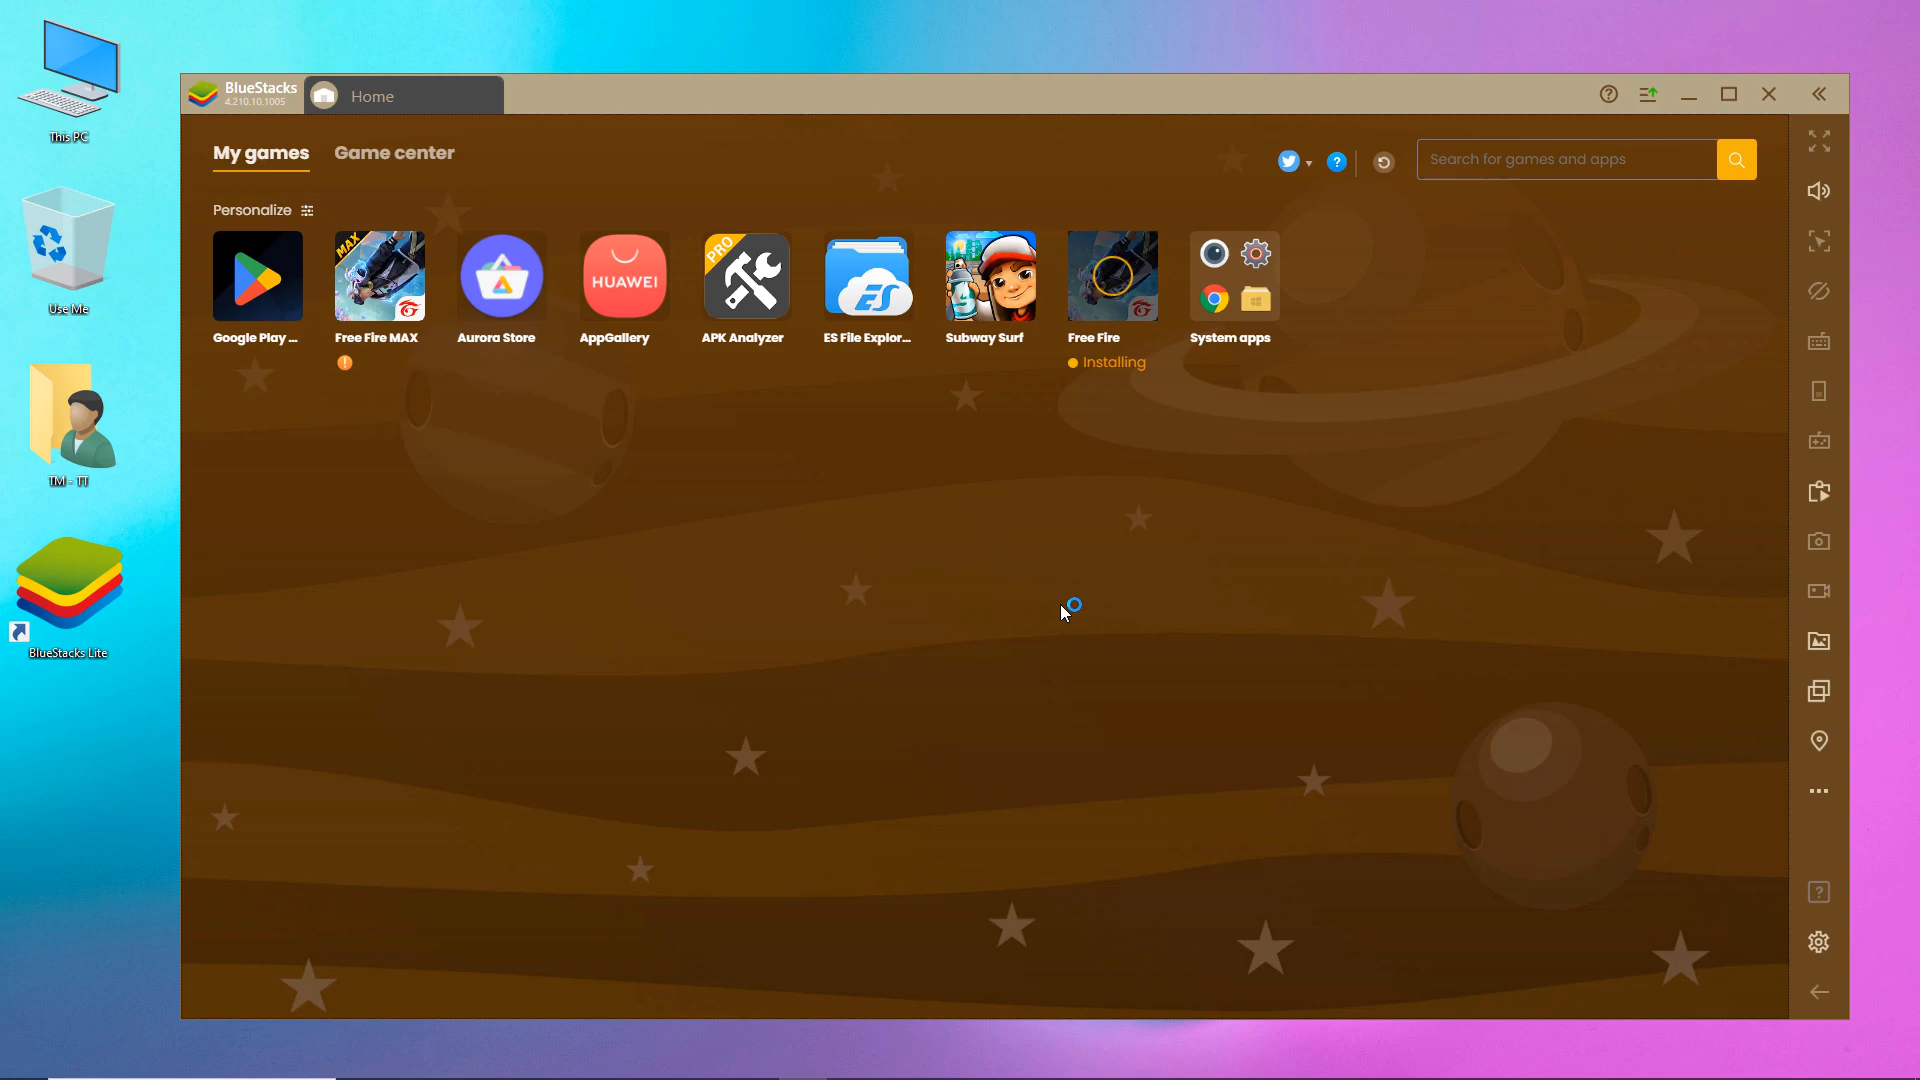 This PC
Use Me
TM - TT
BlueStacks Lite
BlueStacks
4.210.10.1005
Home
My games
Game center
Search for games and apps
Personalize
MAX
HUAWEI
PRO
ES
Google Play ...
Free Fire MAX
Aurora Store
AppGallery
APK Analyzer
ES File Explor...
Subway Surf
Free Fire
System apps
Installing